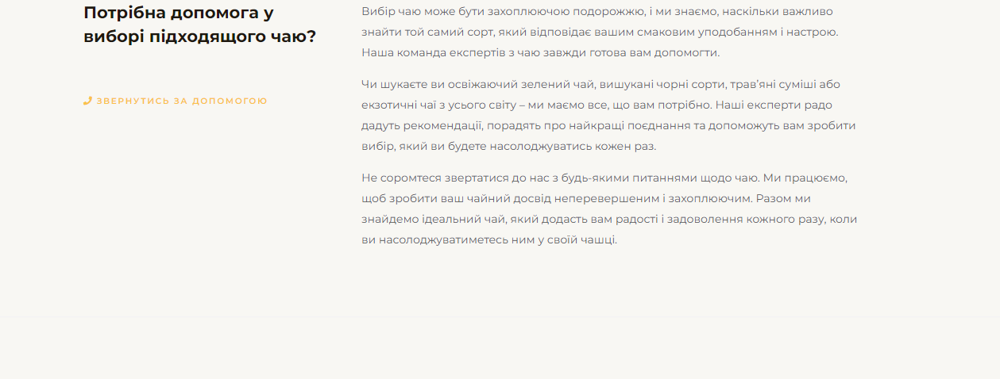 Потрібна допомога у
виборі підходящого чаю?
ЗВЕРНУТИСЬ ЗА ДОПОМОГОЮ
Вибір чаю може бути захоплюючою подорожжю, і ми знаємо, наскільки важливо
знайти той самий сорт, який відповідає вашим смаковим уподобанням і настрою.
Наша команда експертів з чаю завжди готова вам допомогти.
Чи шукаєте ви освіжаючий зелений чай, вишукані чорні сорти, трав’яні суміші або
екзотичні чаї з усього світу – ми маємо все, що вам потрібно. Наші експерти радо
дадуть рекомендації, порадять про найкращі поєднання та допоможуть вам зробити
вибір, який ви будете насолоджуватись кожен раз.
Не соромтеся звертатися до нас з будь-якими питаннями щодо чаю. Ми працюємо,
щоб зробити ваш чайний досвід неперевершеним і захоплюючим. Разом ми
знайдемо ідеальний чай, який додасть вам радості і задоволення кожного разу, коли
ви насолоджуватиметесь ним у своїй чашці.